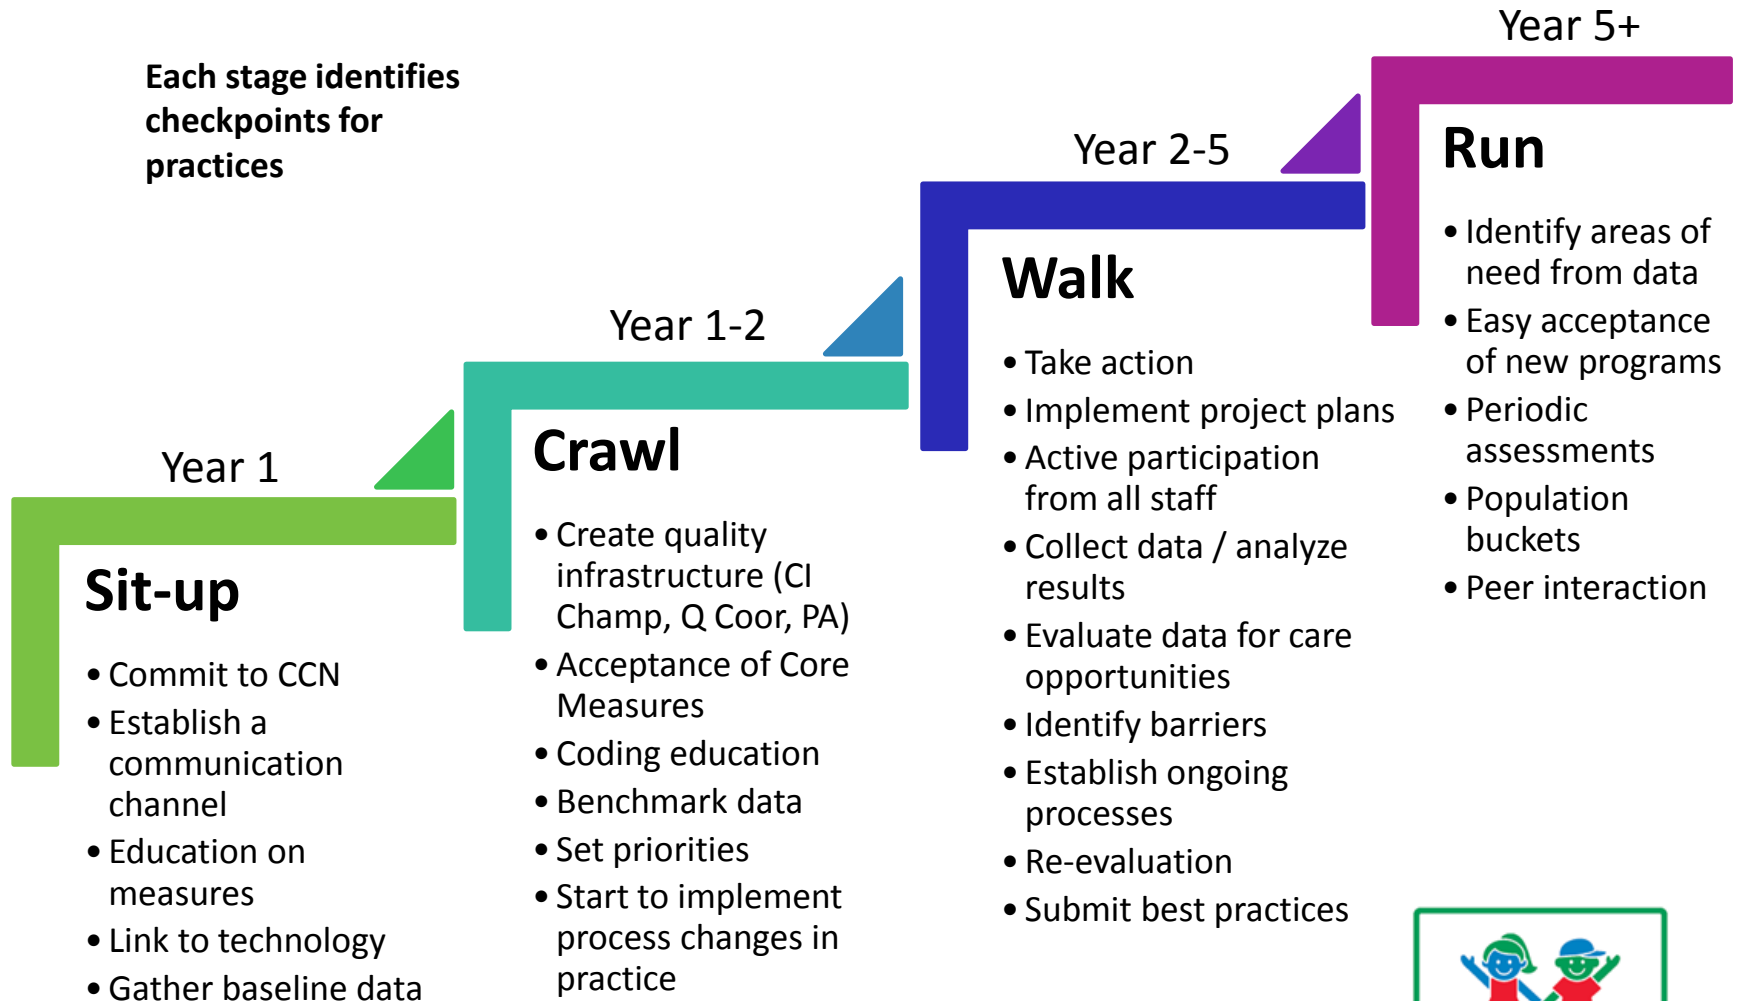 Each stage identifies
checkpoints for
practices
Year 1
Sit-up
• Commit to CCN
• Establish a
communication
channel
• Education on
measures
• Link to technology
• Gather baseline data
Year 1-2
Crawl
• Create quality
infrastructure (CI
Champ, Q Coor, PA)
• Acceptance of Core
Measures
• Coding education
• Benchmark data
• Set priorities
• Start to implement
process changes in
practice
Year 2-5
Walk
• Take action
• Implement project plans
• Active participation
from all staff
• Collect data / analyze
results
• Evaluate data for care
opportunities
• Identify barriers
• Establish ongoing
processes
• Re-evaluation
• Submit best practices
Year 5+
Run
• Identify areas of
need from data
• Easy acceptance
of new programs
• Periodic
assessments
• Population
buckets
• Peer interaction